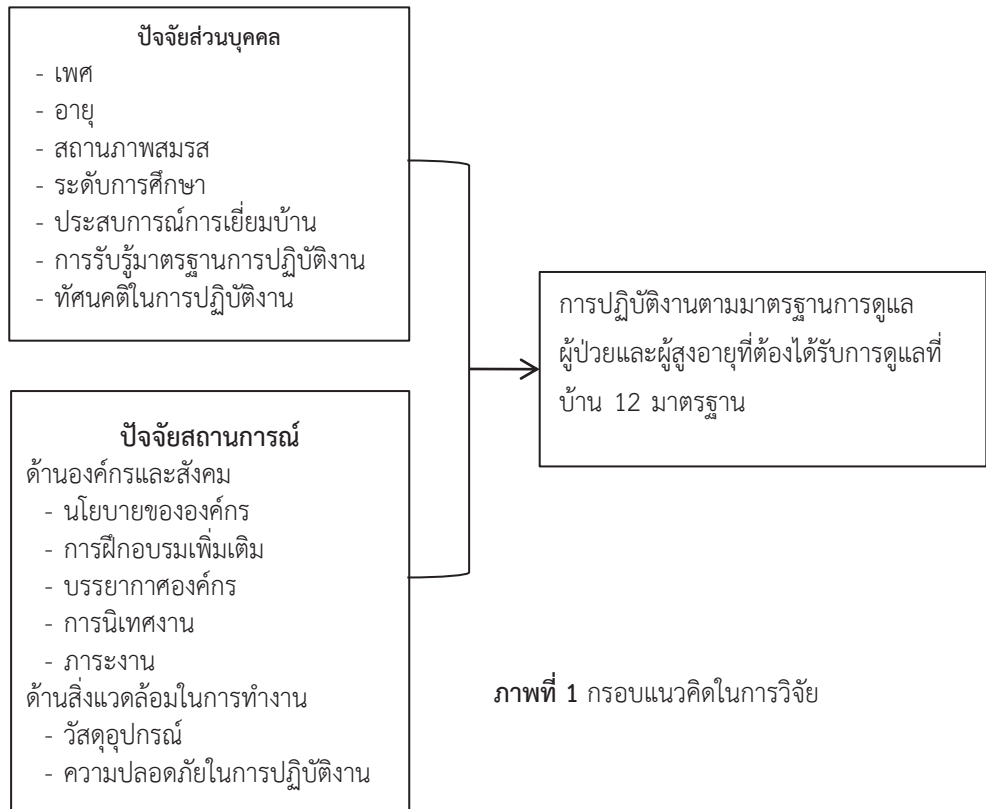 ปัจจัยส่วนบุคคล
- เพศ
- อายุ
- สถานภาพสมรส
- ระดับการศึกษา
- ประสบการณ์การเยี่ยมบ้าน
- การรับรู้มาตรฐานการปฏิบัติงาน
- ทัศนคติในการปฏิบัติงาน
ปัจจัยสถานการณ์
ด้านองค์กรและสังคม
- นโยบายขององค์กร
- การฝึกอบรมเพิ่มเติม
- บรรยากาศองค์กร
- การนิเทศงาน
- ภาระงาน
ด้านสิ่งแวดล้อมในการทำงาน
- วัสดุอุปกรณ์
- ความปลอดภัยในการปฏิบัติงาน
การปฏิบัติงานตามมาตรฐานการดูแล
ผู้ป่วยและผู้สูงอายุที่ต้องได้รับการดูแลที่
บ้าน 12 มาตรฐาน
ภาพที่ 1 กรอบแนวคิดในการวิจัย